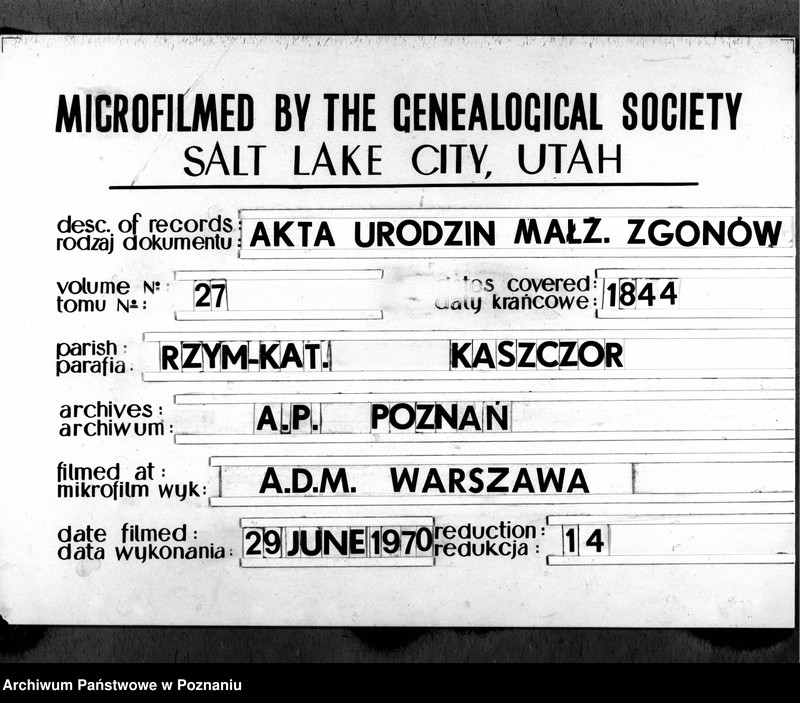 MICROFILMED BY THE GENEALOGICAL SOCIETY
SALT LAKE CITY, UTAH
desc. of records: AKTA URODZIN MAŁŻ. ZGONÓW
rodzaj dokumentu:
volume No: 27 dates covered: 1844
tomu No: daty krańcowe:
parish: RZYM-KAT. KASZCZOR
parafia:
archives: A.P. POZNAŃ
archiwum:
filmed at: A.D.M. WARSZAWA
mikrofilm wyk:
date filmed: 29 JUNE 1970 reduction: 14
data wykonania: redukcja:
Archiwum Państwowe w Poznaniu